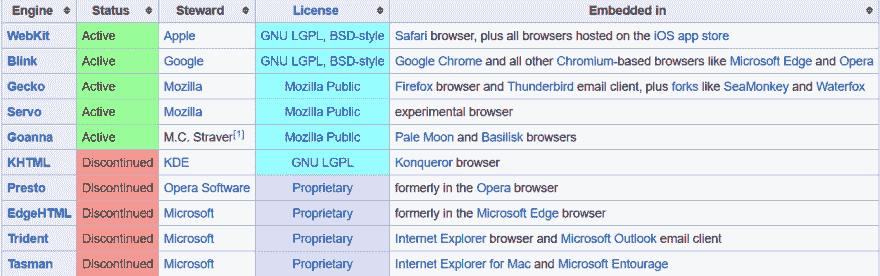 Engine Status Steward License Embedded in
WebKit Active Apple GNU LGPL, BSD-style Safari browser, plus all browsers hosted on the iOS app store
Blink Active Google GNU LGPL, BSD-style Google Chrome and all other Chromium-based browsers like Microsoft Edge and Opera
Gecko Active Mozilla Mozilla Public Firefox browser and Thunderbird email client, plus forks like SeaMonkey and Waterfox
Servo Active Mozilla Mozilla Public experimental browser
Goanna Active M.C. Straver[1] Mozilla Public Pale Moon and Basilisk browsers
KHTML Discontinued KDE GNU LGPL Konqueror browser
Presto Discontinued Opera Software Proprietary formerly in the Opera browser
EdgeHTML Discontinued Microsoft Proprietary formerly in the Microsoft Edge browser
Trident Discontinued Microsoft Proprietary Internet Explorer browser and Microsoft Outlook email client
Tasman Discontinued Microsoft Proprietary Internet Explorer for Mac and Microsoft Entourage